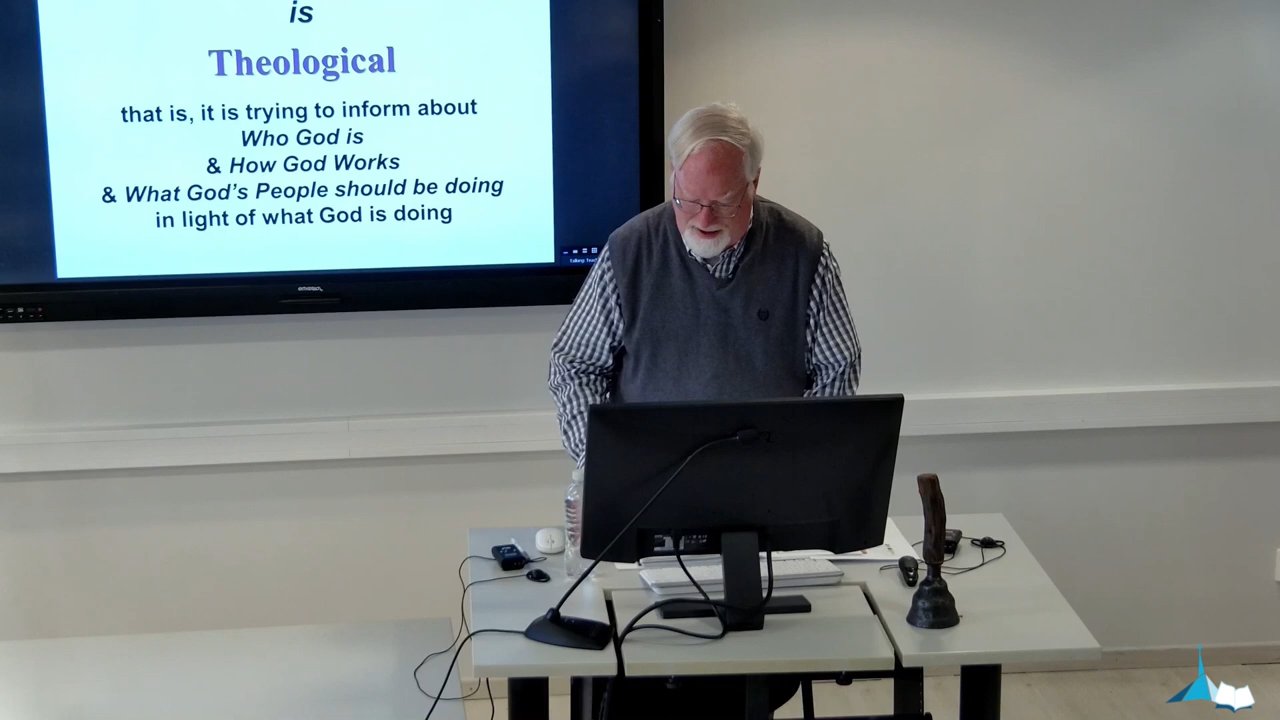 is
Theological
that is, it is trying to inform about
Who God is
& How God Works
& What God's People should be doing
in light of what God is doing